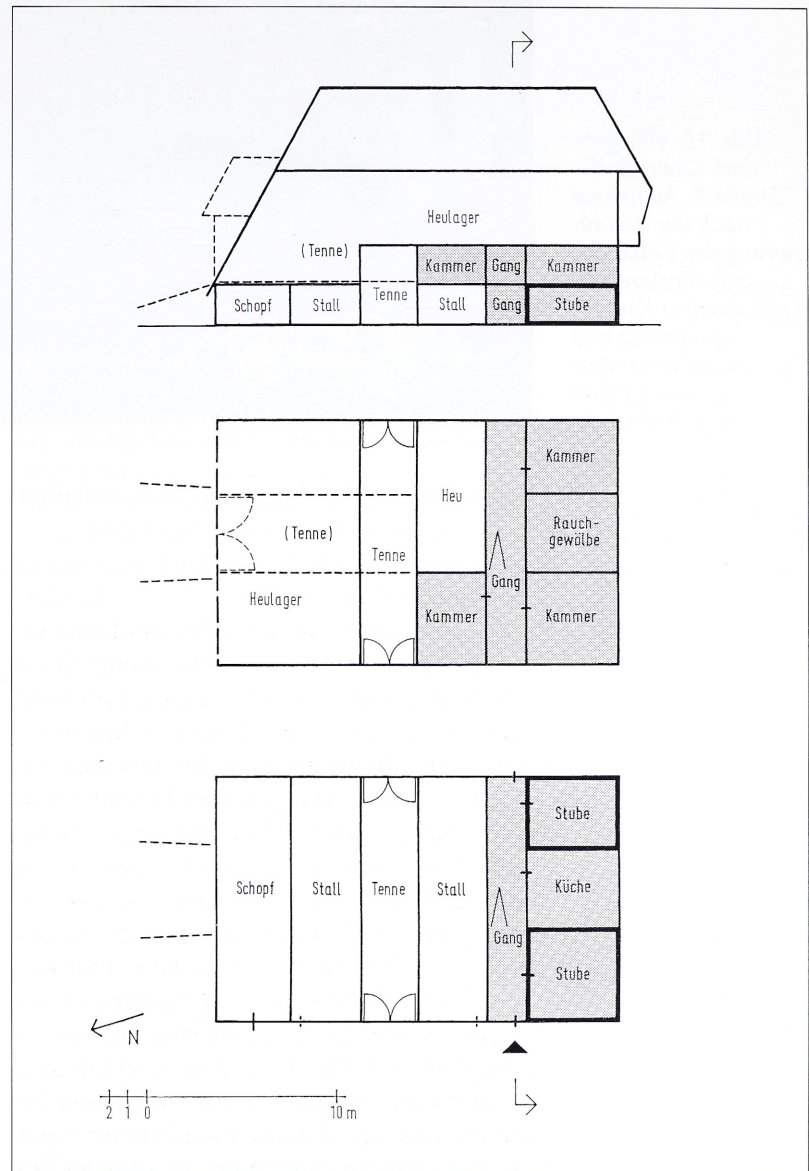 Heulager
(Tenne)
Kammer Gang Kammer
Schopf Stall Tenne Stall Gang Stube
Kammer
Heu
Rauch-
gewölbe
(Tenne) Tenne
Gang
Heulager
Kammer Kammer
Stube
Schopf Stall Tenne Stall Küche
Gang
Stube
N
2 1 0 10 m